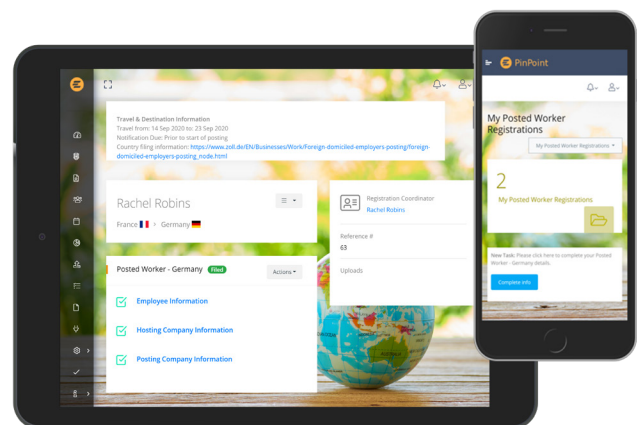 Travel & Destination Information
Travel from: 14 Sep 2020 to: 23 Sep 2020
Notification Due: Prior to start of posting
Country filing information: https://www.zoll.de/EN/Businesses/Work/Foreign-domiciled-employers-posting/foreign-
domiciled-employers-posting_node.html
Rachel Robins
France > Germany
Registration Coordinator
Rachel Robins
Reference #
63
Uploads
Posted Worker - Germany Filed
Actions
Employee Information
Hosting Company Information
Posting Company Information
PinPoint
My Posted Worker
Registrations
My Posted Worker Registrations
2
My Posted Worker Registrations
New Task: Please click here to complete your Posted
Worker - Germany details.
Complete Info